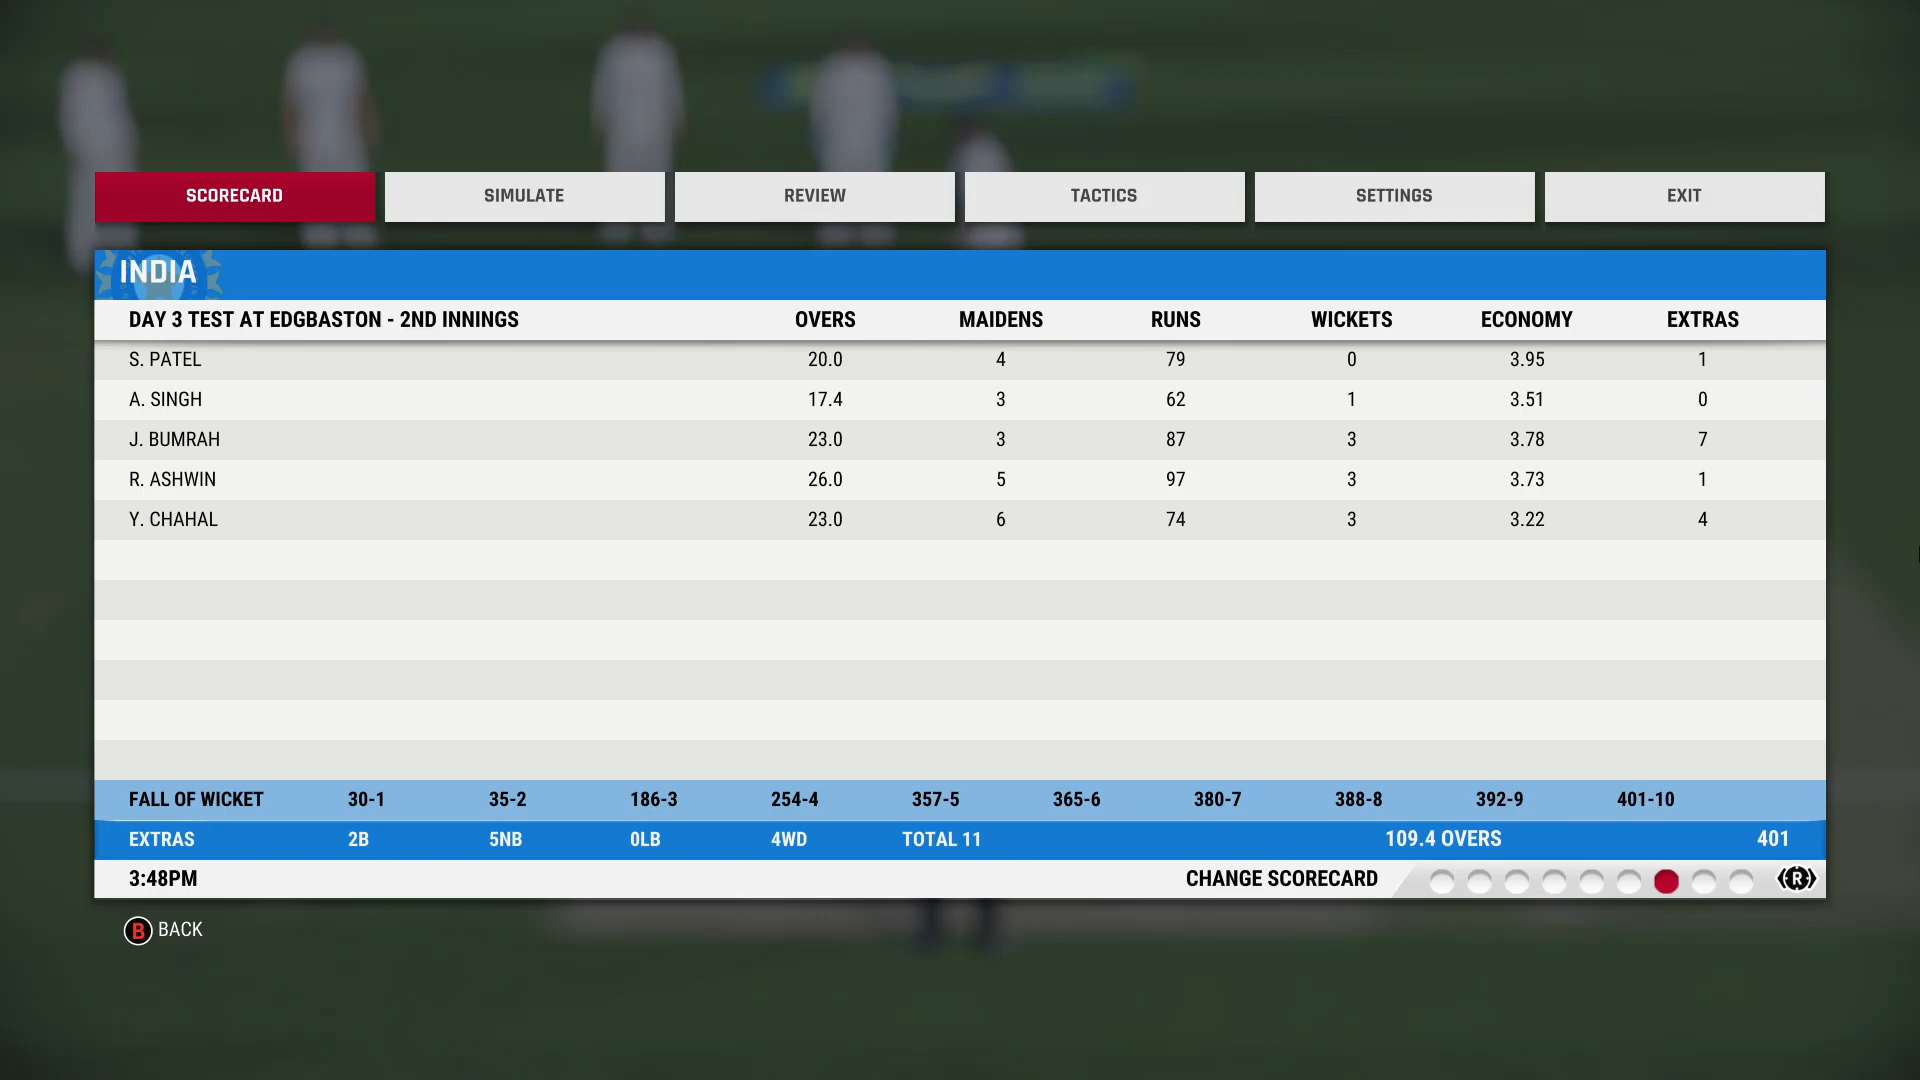 SCORECARD SIMULATE REVIEW TACTICS SETTINGS EXIT
INDIA
DAY 3 TEST AT EDGBASTON - 2ND INNINGS OVERS MAIDENS RUNS WICKETS ECONOMY EXTRAS
S. PATEL 20.0 4 79 0 3.95 1
A. SINGH 17.4 3 62 1 3.51 0
J. BUMRAH 23.0 3 87 3 3.78 7
R. ASHWIN 26.0 5 97 3 3.73 1
Y. CHAHAL 23.0 6 74 3 3.22 4
FALL OF WICKET 30-1 35-2 186-3 254-4 357-5 365-6 380-7 388-8 392-9 401-10
EXTRAS 2B 5NB 0LB 4WD TOTAL 11 109.4 OVERS 401
3:48PM CHANGE SCORECARD R
B BACK